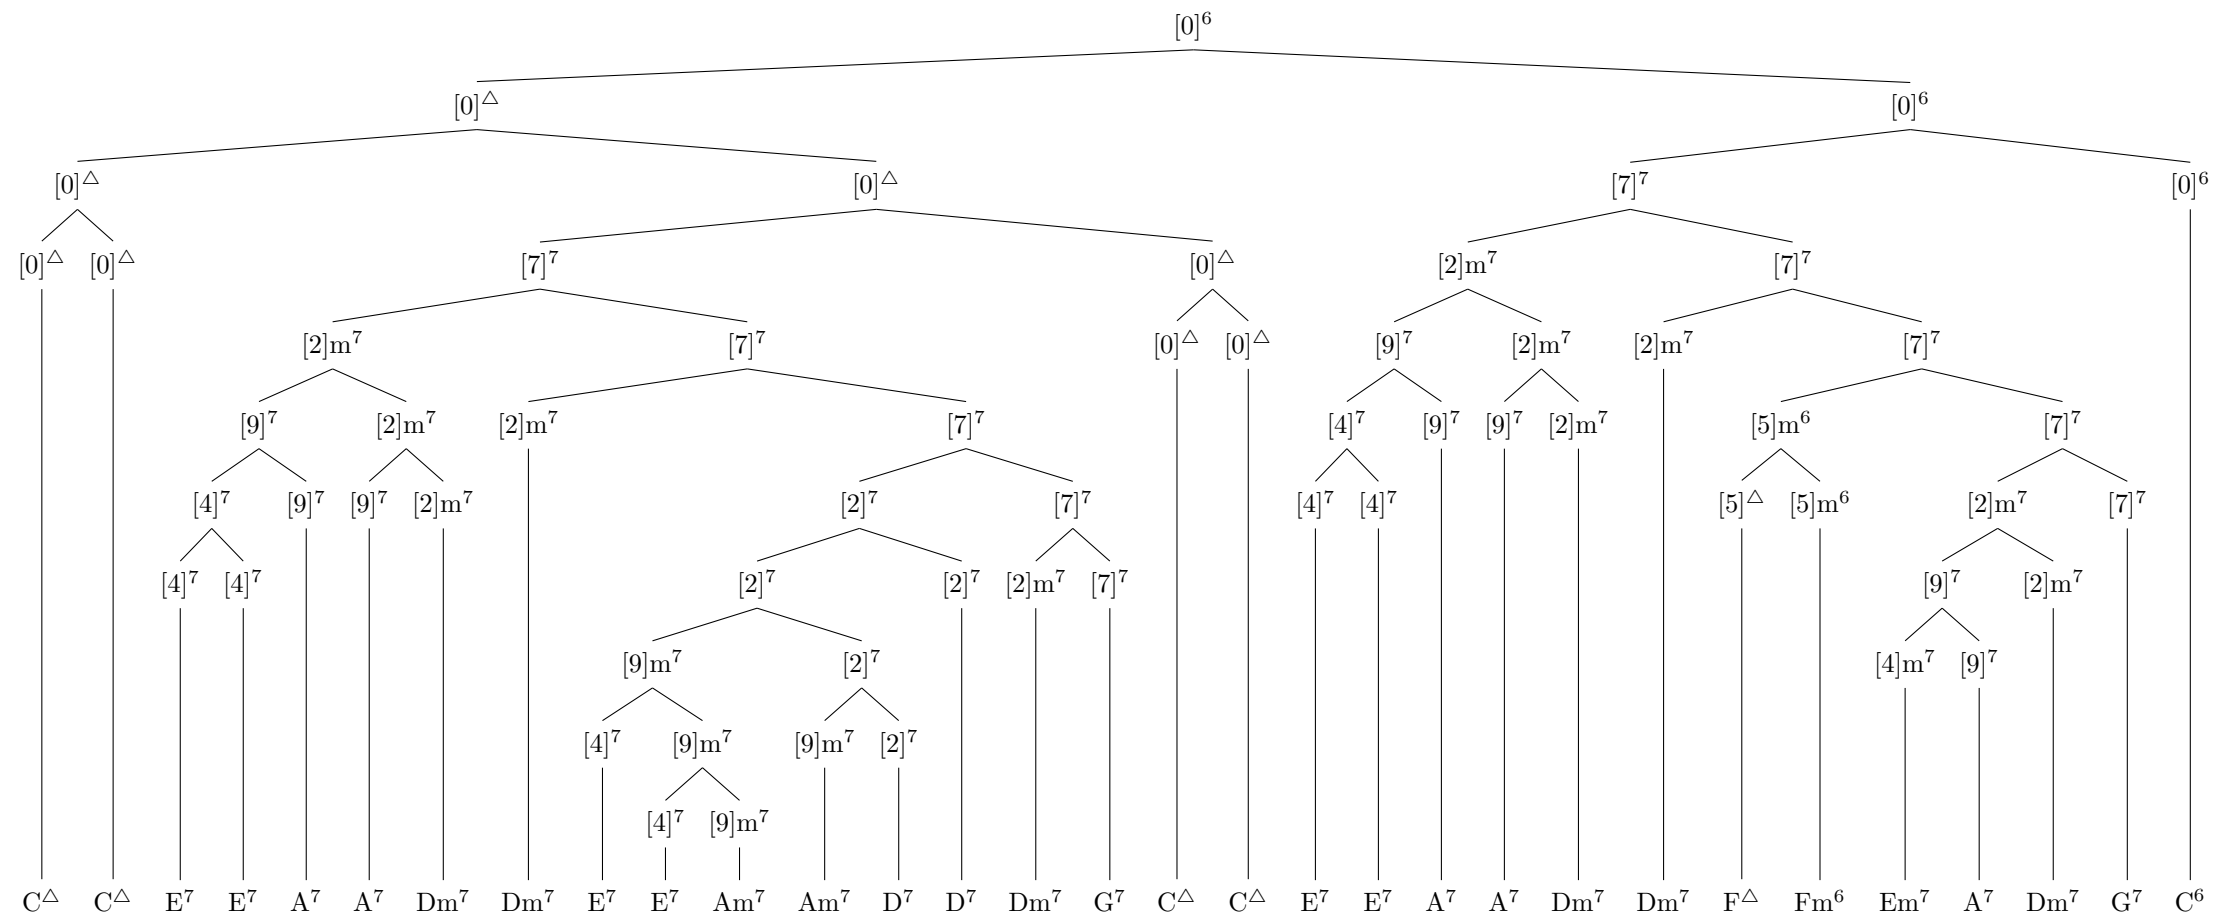 [0]⁶
[0]△ [0]⁶
[0]△ [0]△ [7]⁷ [0]⁶
[0]△ [0]△ [7]⁷ [0]△ [2]m⁷ [7]⁷
[2]m⁷ [7]⁷ [0]△ [0]△ [9]⁷ [2]m⁷ [2]m⁷ [7]⁷
[9]⁷ [2]m⁷ [2]m⁷ [7]⁷ [4]⁷ [9]⁷ [9]⁷ [2]m⁷ [5]m⁶ [7]⁷
[4]⁷ [9]⁷ [9]⁷ [2]m⁷ [2]⁷ [7]⁷ [4]⁷ [4]⁷ [5]△ [5]m⁶ [2]m⁷ [7]⁷
[4]⁷ [4]⁷ [2]⁷ [2]⁷ [2]m⁷ [7]⁷ [9]⁷ [2]m⁷
[9]m⁷ [2]⁷ [4]m⁷ [9]⁷
[4]⁷ [9]m⁷ [9]m⁷ [2]⁷
[4]⁷ [9]m⁷
C△ C△ E⁷ E⁷ A⁷ A⁷ Dm⁷ Dm⁷ E⁷ E⁷ Am⁷ Am⁷ D⁷ D⁷ Dm⁷ G⁷ C△ C△ E⁷ E⁷ A⁷ A⁷ Dm⁷ Dm⁷ F△ Fm⁶ Em⁷ A⁷ Dm⁷ G⁷ C⁶